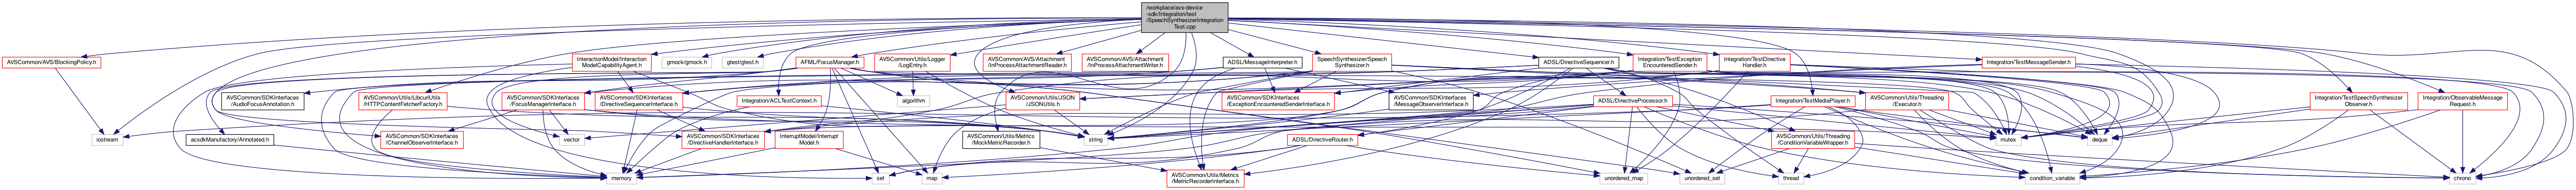 /workplace/avs-device
-sdk/Integration/test
/SpeechSynthesizerIntegration
Test.cpp
AVSCommon/AVS/BlockingPolicy.h
InteractionModel/Interaction
ModelCapabilityAgent.h
gmock/gmock.h
gtest/gtest.h
AFML/FocusManager.h
AVSCommon/Utils/Logger
/LogEntry.h
AVSCommon/AVS/Attachment
/InProcessAttachmentReader.h
AVSCommon/AVS/Attachment
/InProcessAttachmentWriter.h
ADSL/MessageInterpreter.h
SpeechSynthesizer/Speech
Synthesizer.h
ADSL/DirectiveSequencer.h
Integration/TestException
EncounteredSender.h
Integration/TestDirective
Handler.h
Integration/TestMessageSender.h
AVSCommon/SDKInterfaces
/AudioFocusAnnotation.h
AVSCommon/Utils/LibcurlUtils
/HTTPContentFetcherFactory.h
AVSCommon/SDKInterfaces
/FocusManagerInterface.h
AVSCommon/SDKInterfaces
/DirectiveSequencerInterface.h
Integration/ACLTestContext.h
algorithm
AVSCommon/Utils/JSON
/JSONUtils.h
AVSCommon/SDKInterfaces
/ExceptionEncounteredSenderInterface.h
AVSCommon/SDKInterfaces
/MessageObserverInterface.h
ADSL/DirectiveProcessor.h
Integration/TestMediaPlayer.h
AVSCommon/Utils/Threading
/Executor.h
Integration/TestSpeechSynthesizer
Observer.h
Integration/ObservableMessage
Request.h
iostream
acsdkManufactory/Annotated.h
AVSCommon/SDKInterfaces
/ChannelObserverInterface.h
vector
AVSCommon/SDKInterfaces
/DirectiveHandlerInterface.h
InterruptModel/Interrupt
Model.h
AVSCommon/Utils/Metrics
/MockMetricRecorder.h
string
ADSL/DirectiveRouter.h
AVSCommon/Utils/Threading
/ConditionVariableWrapper.h
mutex
deque
memory
set
map
AVSCommon/Utils/Metrics
/MetricRecorderInterface.h
unordered_map
unordered_set
thread
condition_variable
chrono